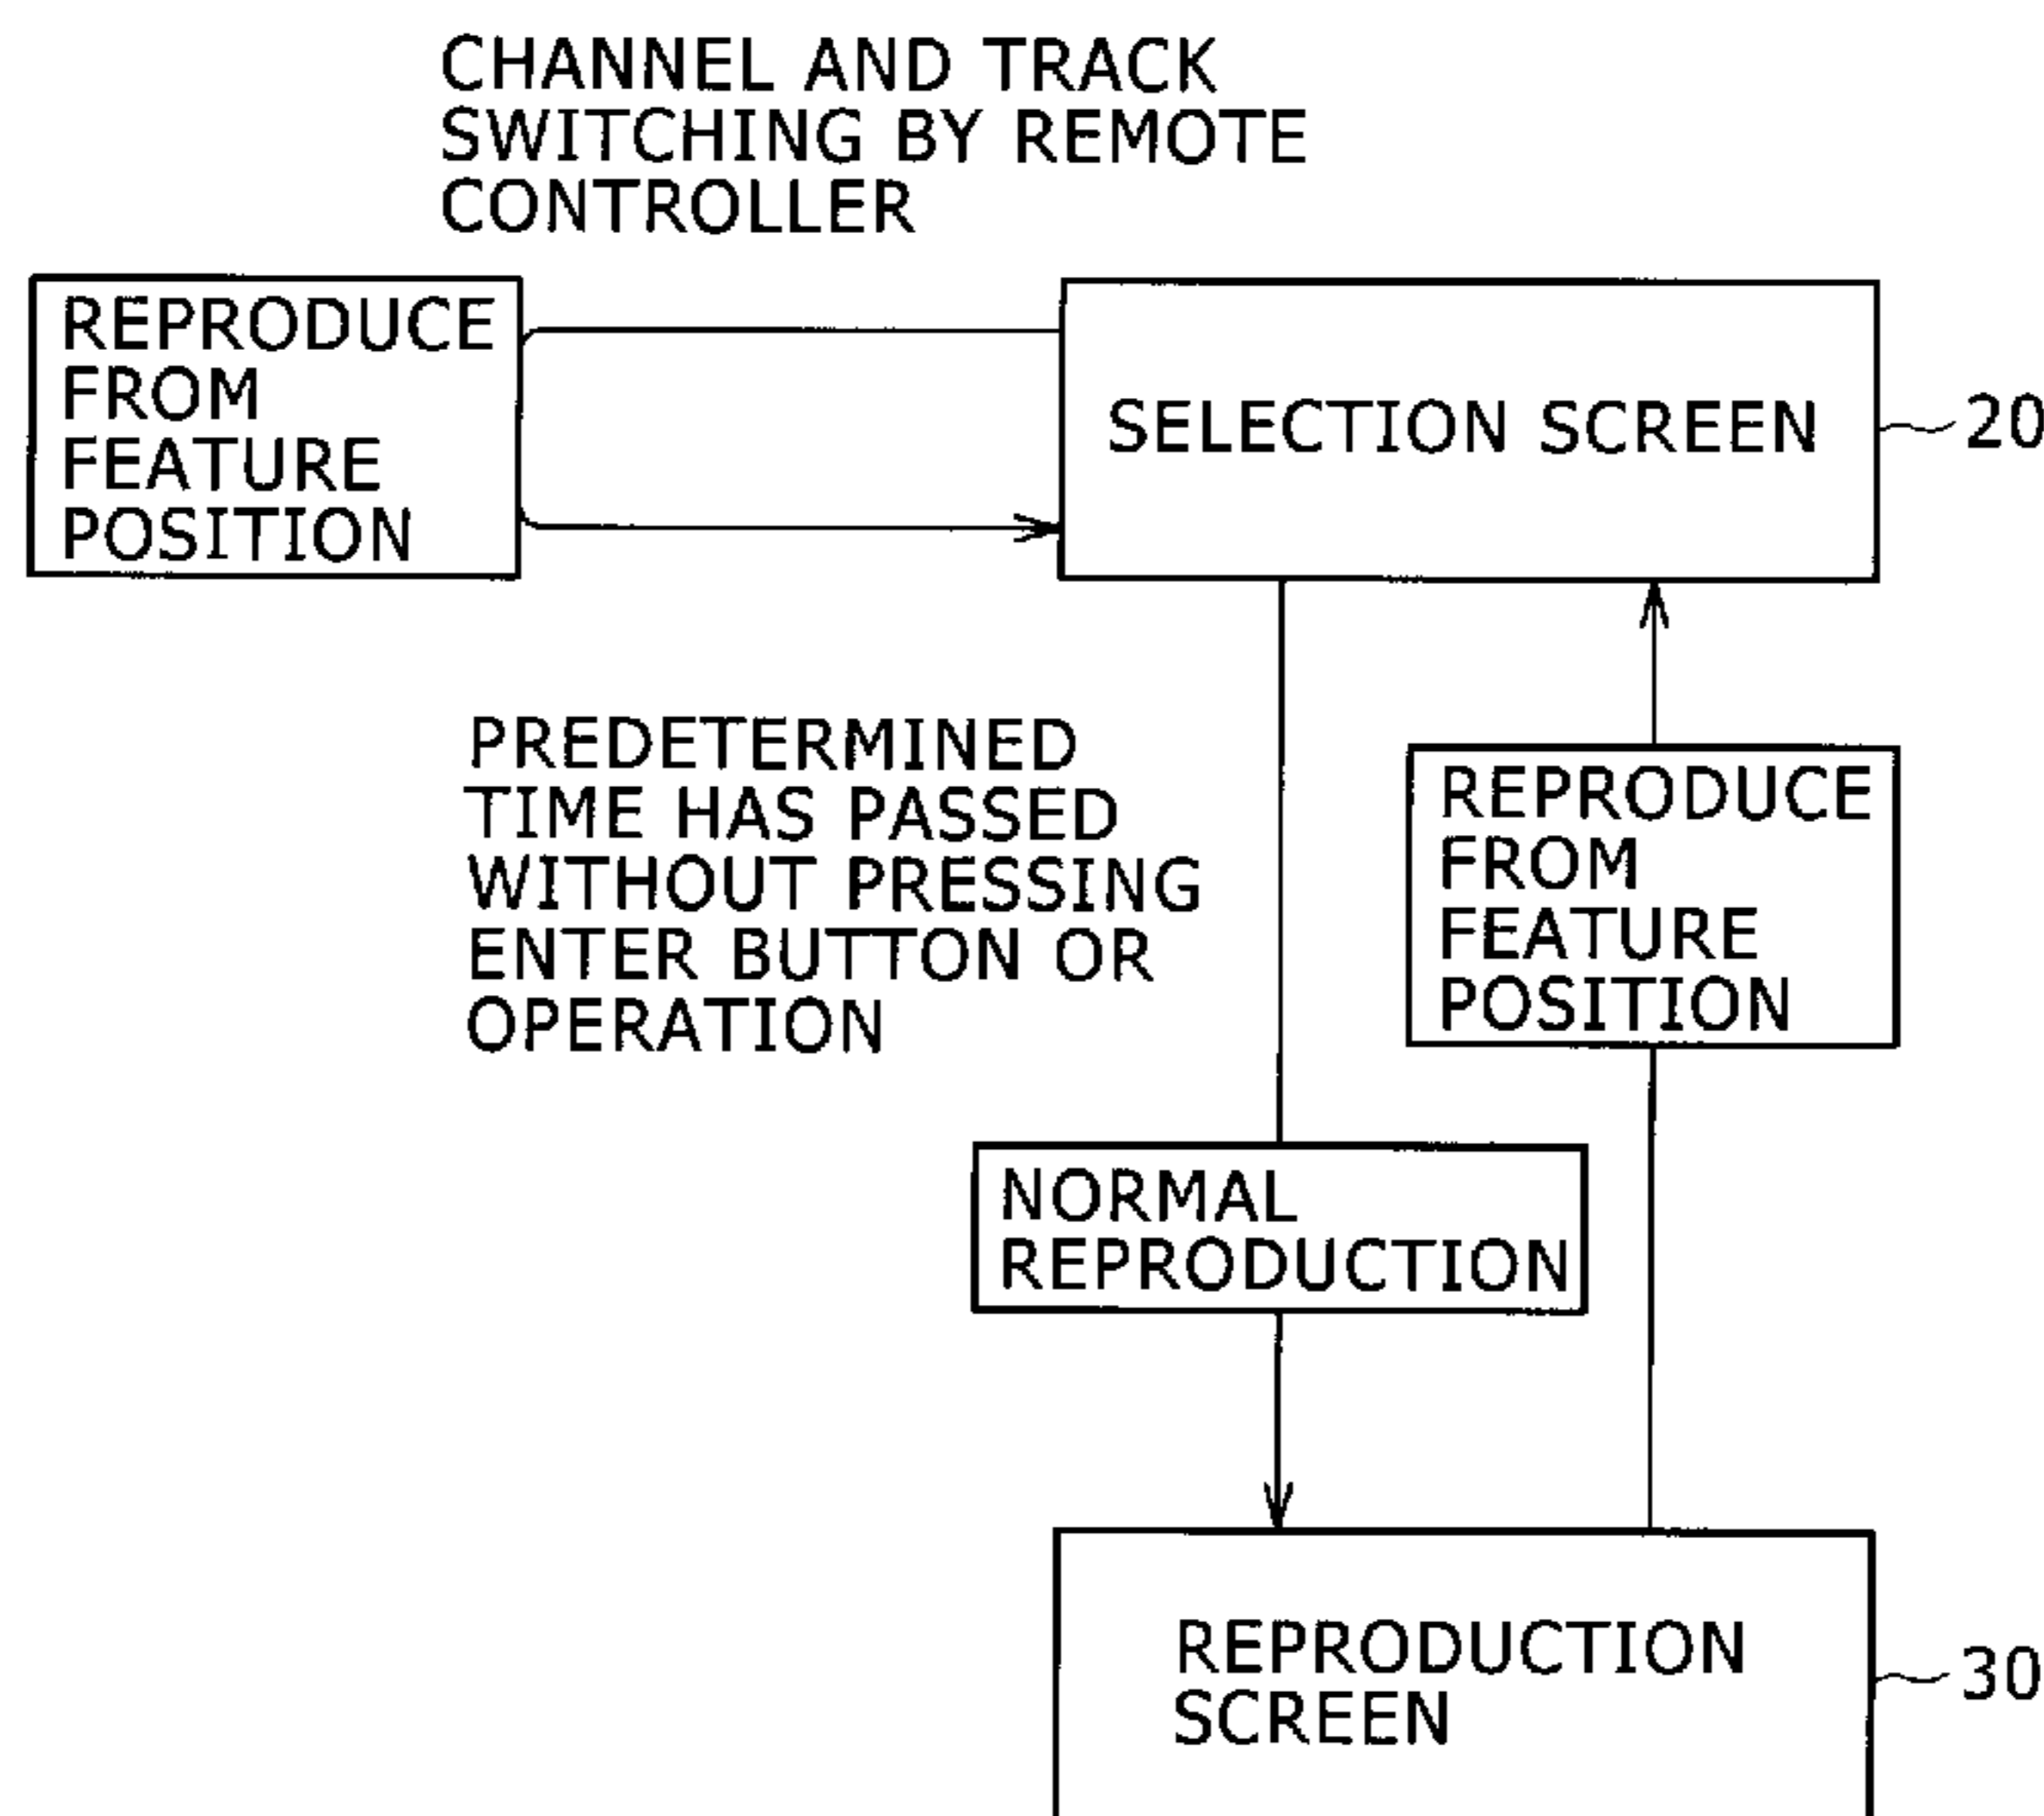 CHANNEL AND TRACK
SWITCHING BY REMOTE
CONTROLLER
REPRODUCE
FROM
FEATURE
POSITION
SELECTION SCREEN
20
PREDETERMINED
TIME HAS PASSED
WITHOUT PRESSING
ENTER BUTTON OR
OPERATION
REPRODUCE
FROM
FEATURE
POSITION
NORMAL
REPRODUCTION
REPRODUCTION
SCREEN
30